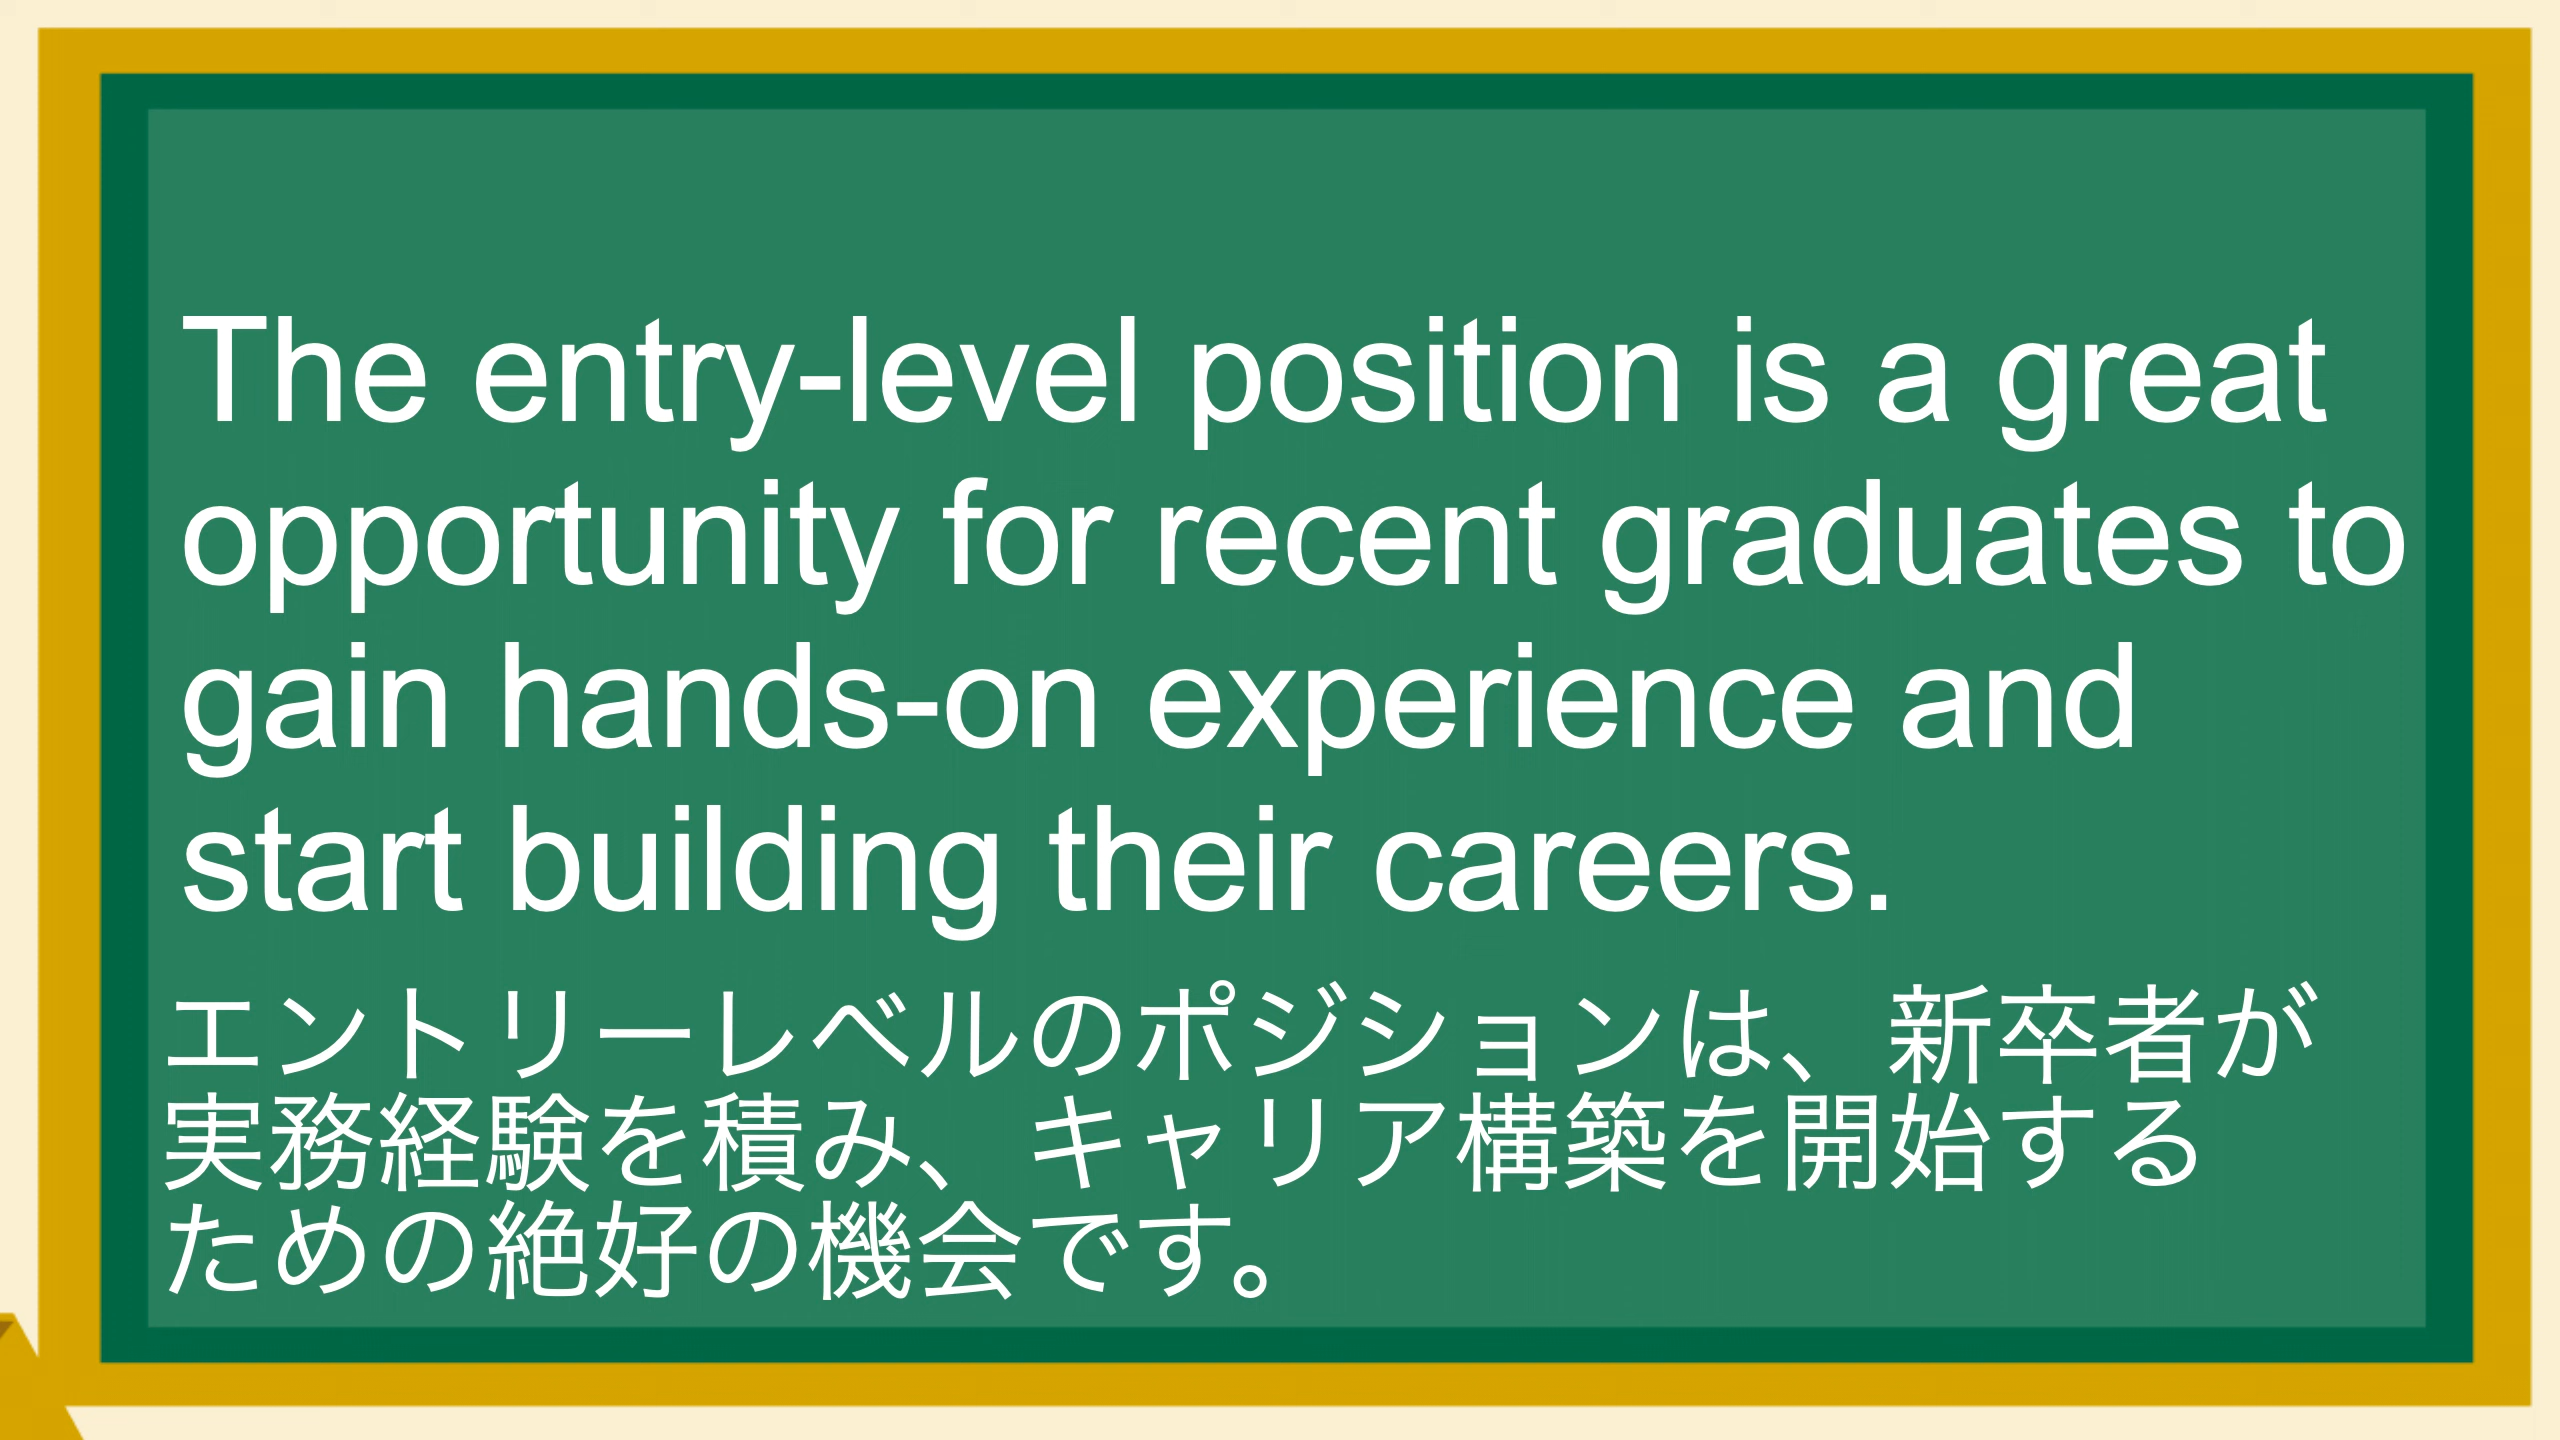 The entry-level position is a great
opportunity for recent graduates to
gain hands-on experience and
start building their careers.
エントリーレベルのポジションは、新卒者が
実務経験を積み、キャリア構築を開始する
ための絶好の機会です。